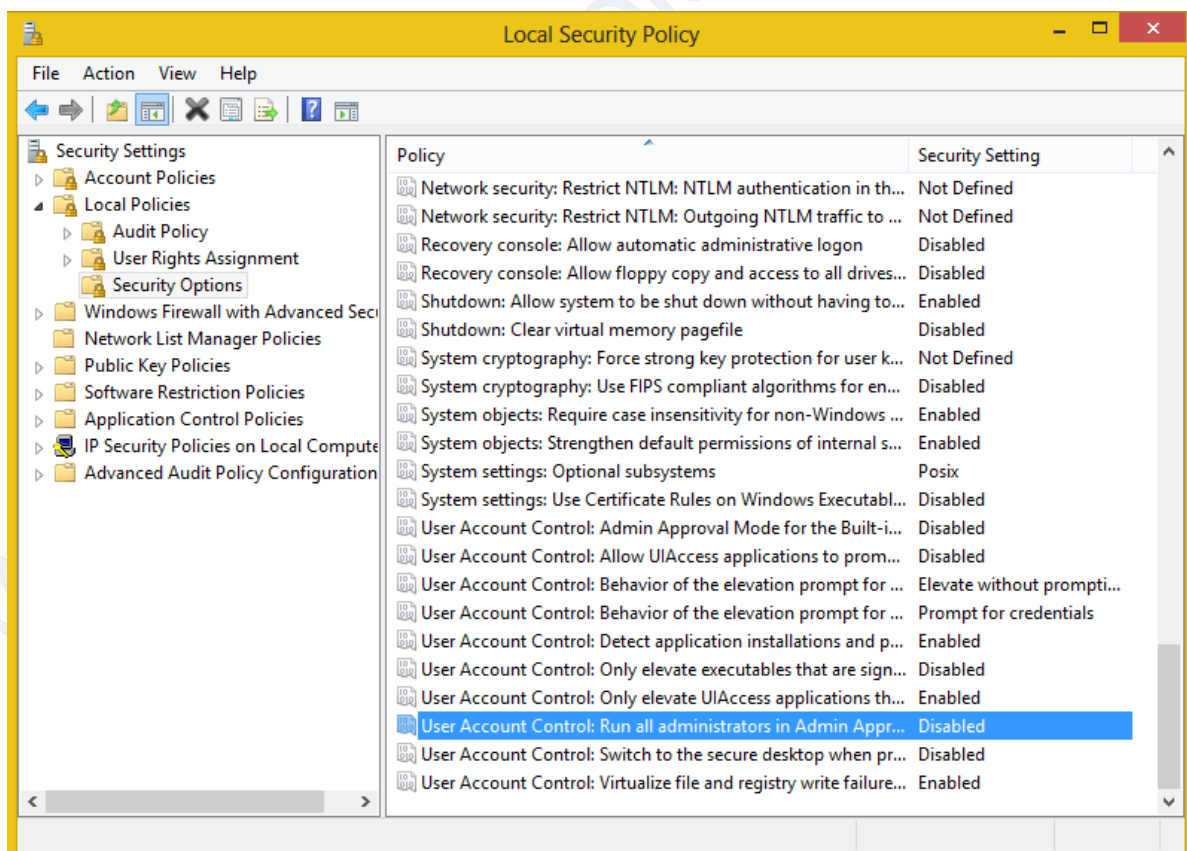 Local Security Policy
File Action View Help
Security Settings
Account Policies
Local Policies
Audit Policy
User Rights Assignment
Security Options
Windows Firewall with Advanced Secu
Network List Manager Policies
Public Key Policies
Software Restriction Policies
Application Control Policies
IP Security Policies on Local Compute
Advanced Audit Policy Configuration
Policy Security Setting
Network security: Restrict NTLM: NTLM authentication in th... Not Defined
Network security: Restrict NTLM: Outgoing NTLM traffic to ... Not Defined
Recovery console: Allow automatic administrative logon Disabled
Recovery console: Allow floppy copy and access to all drives... Disabled
Shutdown: Allow system to be shut down without having to... Enabled
Shutdown: Clear virtual memory pagefile Disabled
System cryptography: Force strong key protection for user k... Not Defined
System cryptography: Use FIPS compliant algorithms for en... Disabled
System objects: Require case insensitivity for non-Windows ... Enabled
System objects: Strengthen default permissions of internal s... Enabled
System settings: Optional subsystems Posix
System settings: Use Certificate Rules on Windows Executabl... Disabled
User Account Control: Admin Approval Mode for the Built-i... Disabled
User Account Control: Allow UIAccess applications to prom... Disabled
User Account Control: Behavior of the elevation prompt for ... Elevate without prompti...
User Account Control: Behavior of the elevation prompt for ... Prompt for credentials
User Account Control: Detect application installations and p... Enabled
User Account Control: Only elevate executables that are sign... Disabled
User Account Control: Only elevate UIAccess applications th... Enabled
User Account Control: Run all administrators in Admin Appr... Disabled
User Account Control: Switch to the secure desktop when pr... Disabled
User Account Control: Virtualize file and registry write failure... Enabled